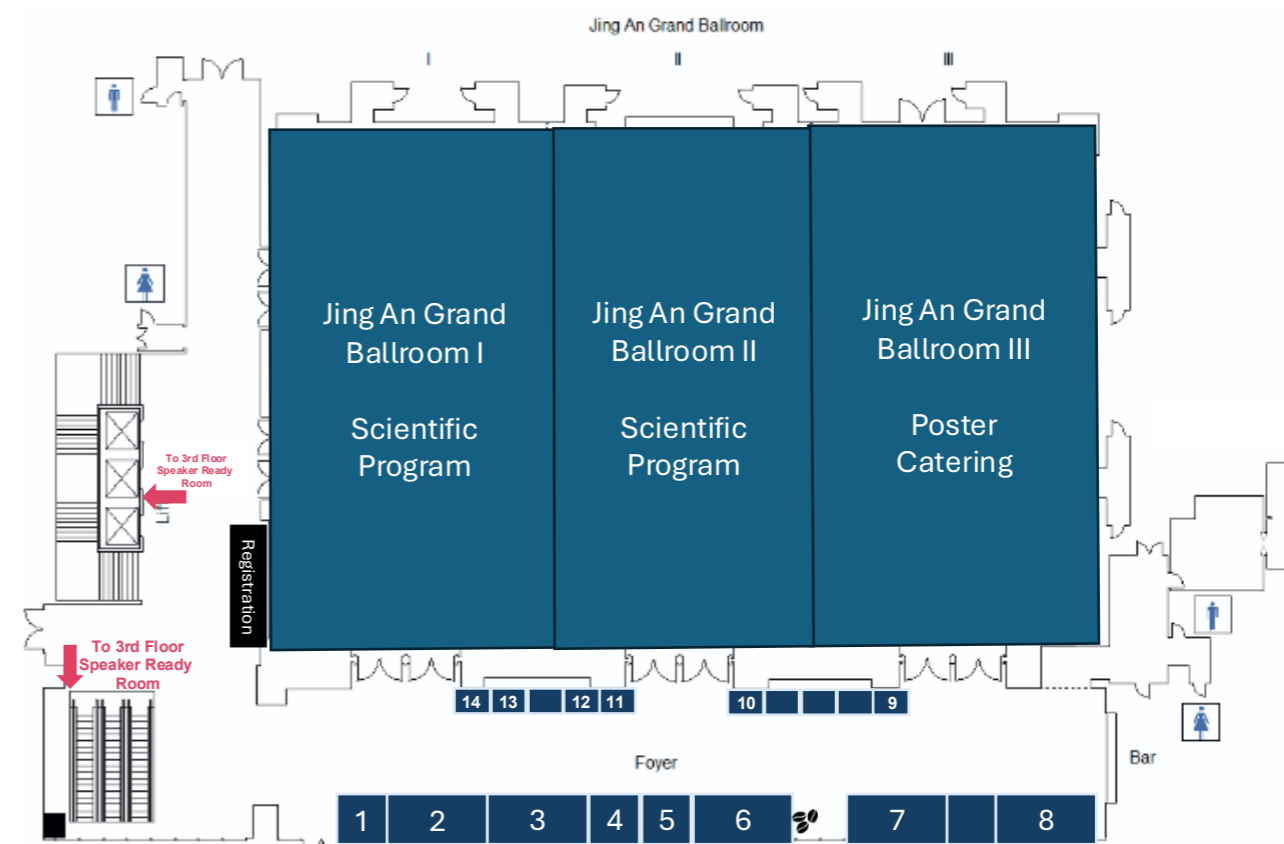 Jing An Grand Ballroom
I
II
III
Jing An Grand
Ballroom I
Scientific
Program
Jing An Grand
Ballroom II
Scientific
Program
Jing An Grand
Ballroom III
Poster
Catering
To 3rd Floor
Speaker Ready
Room
Registration
To 3rd Floor
Speaker Ready
Room
14 13 12 11
10 9
Foyer
Bar
1 2 3 4 5 6 7 8